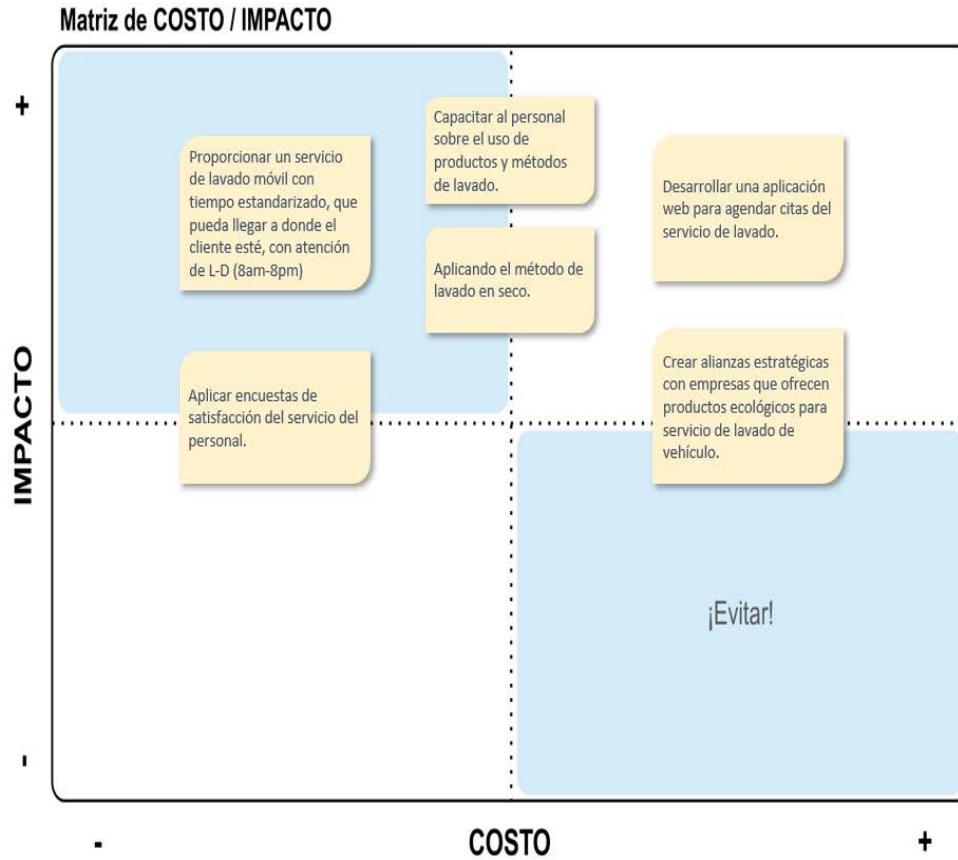 Matriz de COSTO / IMPACTO
+
Proporcionar un servicio
de lavado móvil con
tiempo estandarizado, que
pueda llegar a donde el
cliente esté, con atención
de L-D (8am-8pm)
Capacitar al personal
sobre el uso de
productos y métodos
de lavado.
Desarrollar una aplicación
web para agendar citas del
servicio de lavado.
Aplicando el método de
lavado en seco.
Aplicar encuestas de
satisfacción del servicio del
personal.
Crear alianzas estratégicas
con empresas que ofrecen
productos ecológicos para
servicio de lavado de
vehículo.
IMPACTO
¡Evitar!
-
-
COSTO
+